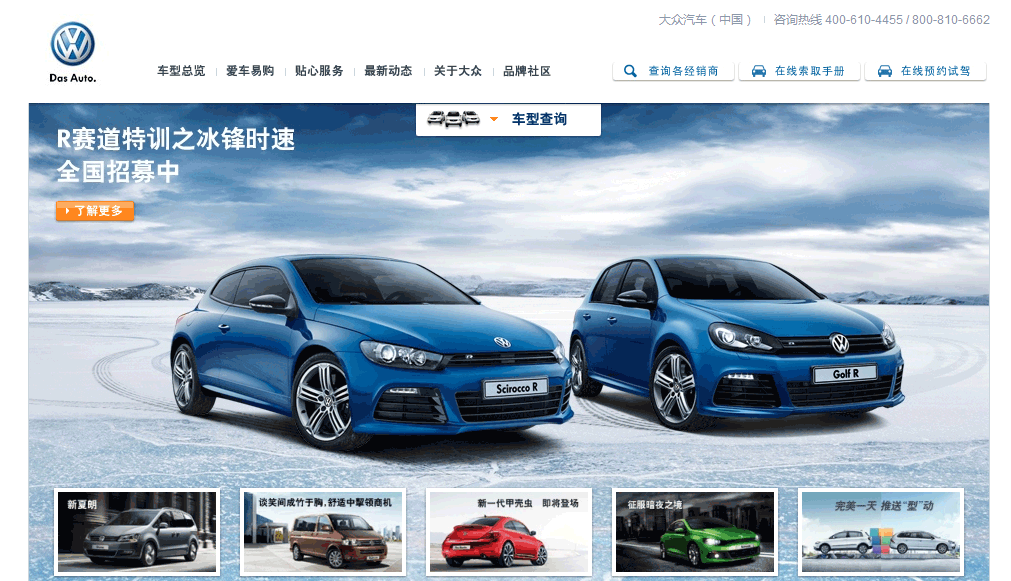 大众汽车（中国）
咨询热线 400-610-4455 / 800-810-6662
Das Auto.
车型总览
爱车易购
贴心服务
最新动态
关于大众
品牌社区
查询各经销商
在线索取手册
在线预约试驾
车型查询
R赛道特训之冰锋时速
全国招募中
了解更多
Scirocco R
Golf R
新夏朗
谈笑间成竹于胸,舒适中掣领商机
新一代甲壳虫 即将登场
征服暗夜之境
完美一天 推送“型”动